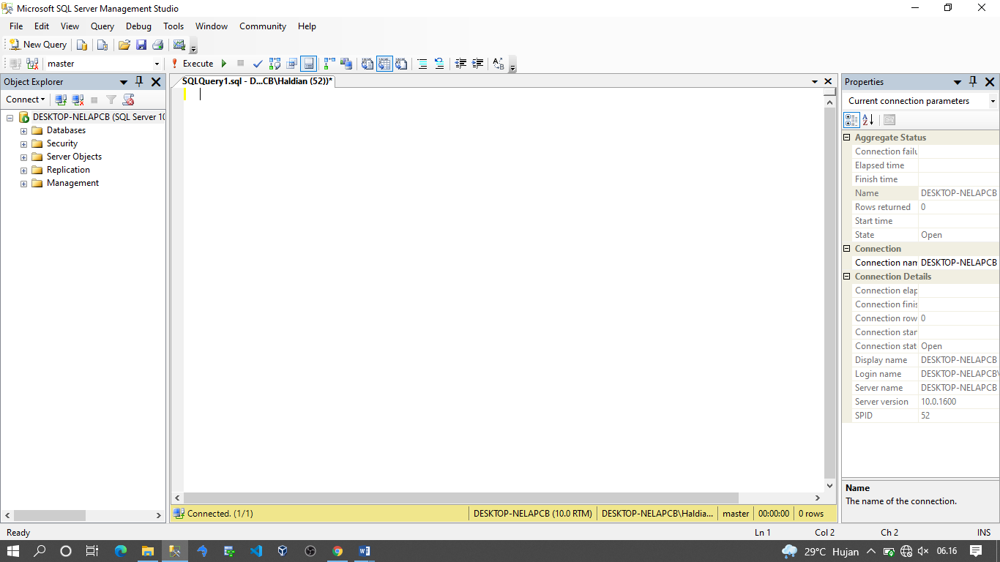 Microsoft SQL Server Management Studio
File Edit View Query Debug Tools Window Community Help
New Query
master Execute
Object Explorer
Connect
DESKTOP-NELAPCB (SQL Server 10
Databases
Security
Server Objects
Replication
Management
SQLQuery1.sql - D...CB\Haldian (52))*
Connected. (1/1) DESKTOP-NELAPCB (10.0 RTM) DESKTOP-NELAPCB\Haldia... master 00:00:00 0 rows
Properties
Current connection parameters
Aggregate Status
Connection failu
Elapsed time
Finish time
Name DESKTOP-NELAPCB
Rows returned 0
Start time
State Open
Connection
Connection nam DESKTOP-NELAPCB
Connection Details
Connection elap
Connection finis
Connection row 0
Connection star
Connection stat Open
Display name DESKTOP-NELAPCB
Login name DESKTOP-NELAPCB\
Server name DESKTOP-NELAPCB
Server version 10.0.1600
SPID 52
Name
The name of the connection.
Ready Ln 1 Col 2 Ch 2 INS
29°C Hujan 06.16